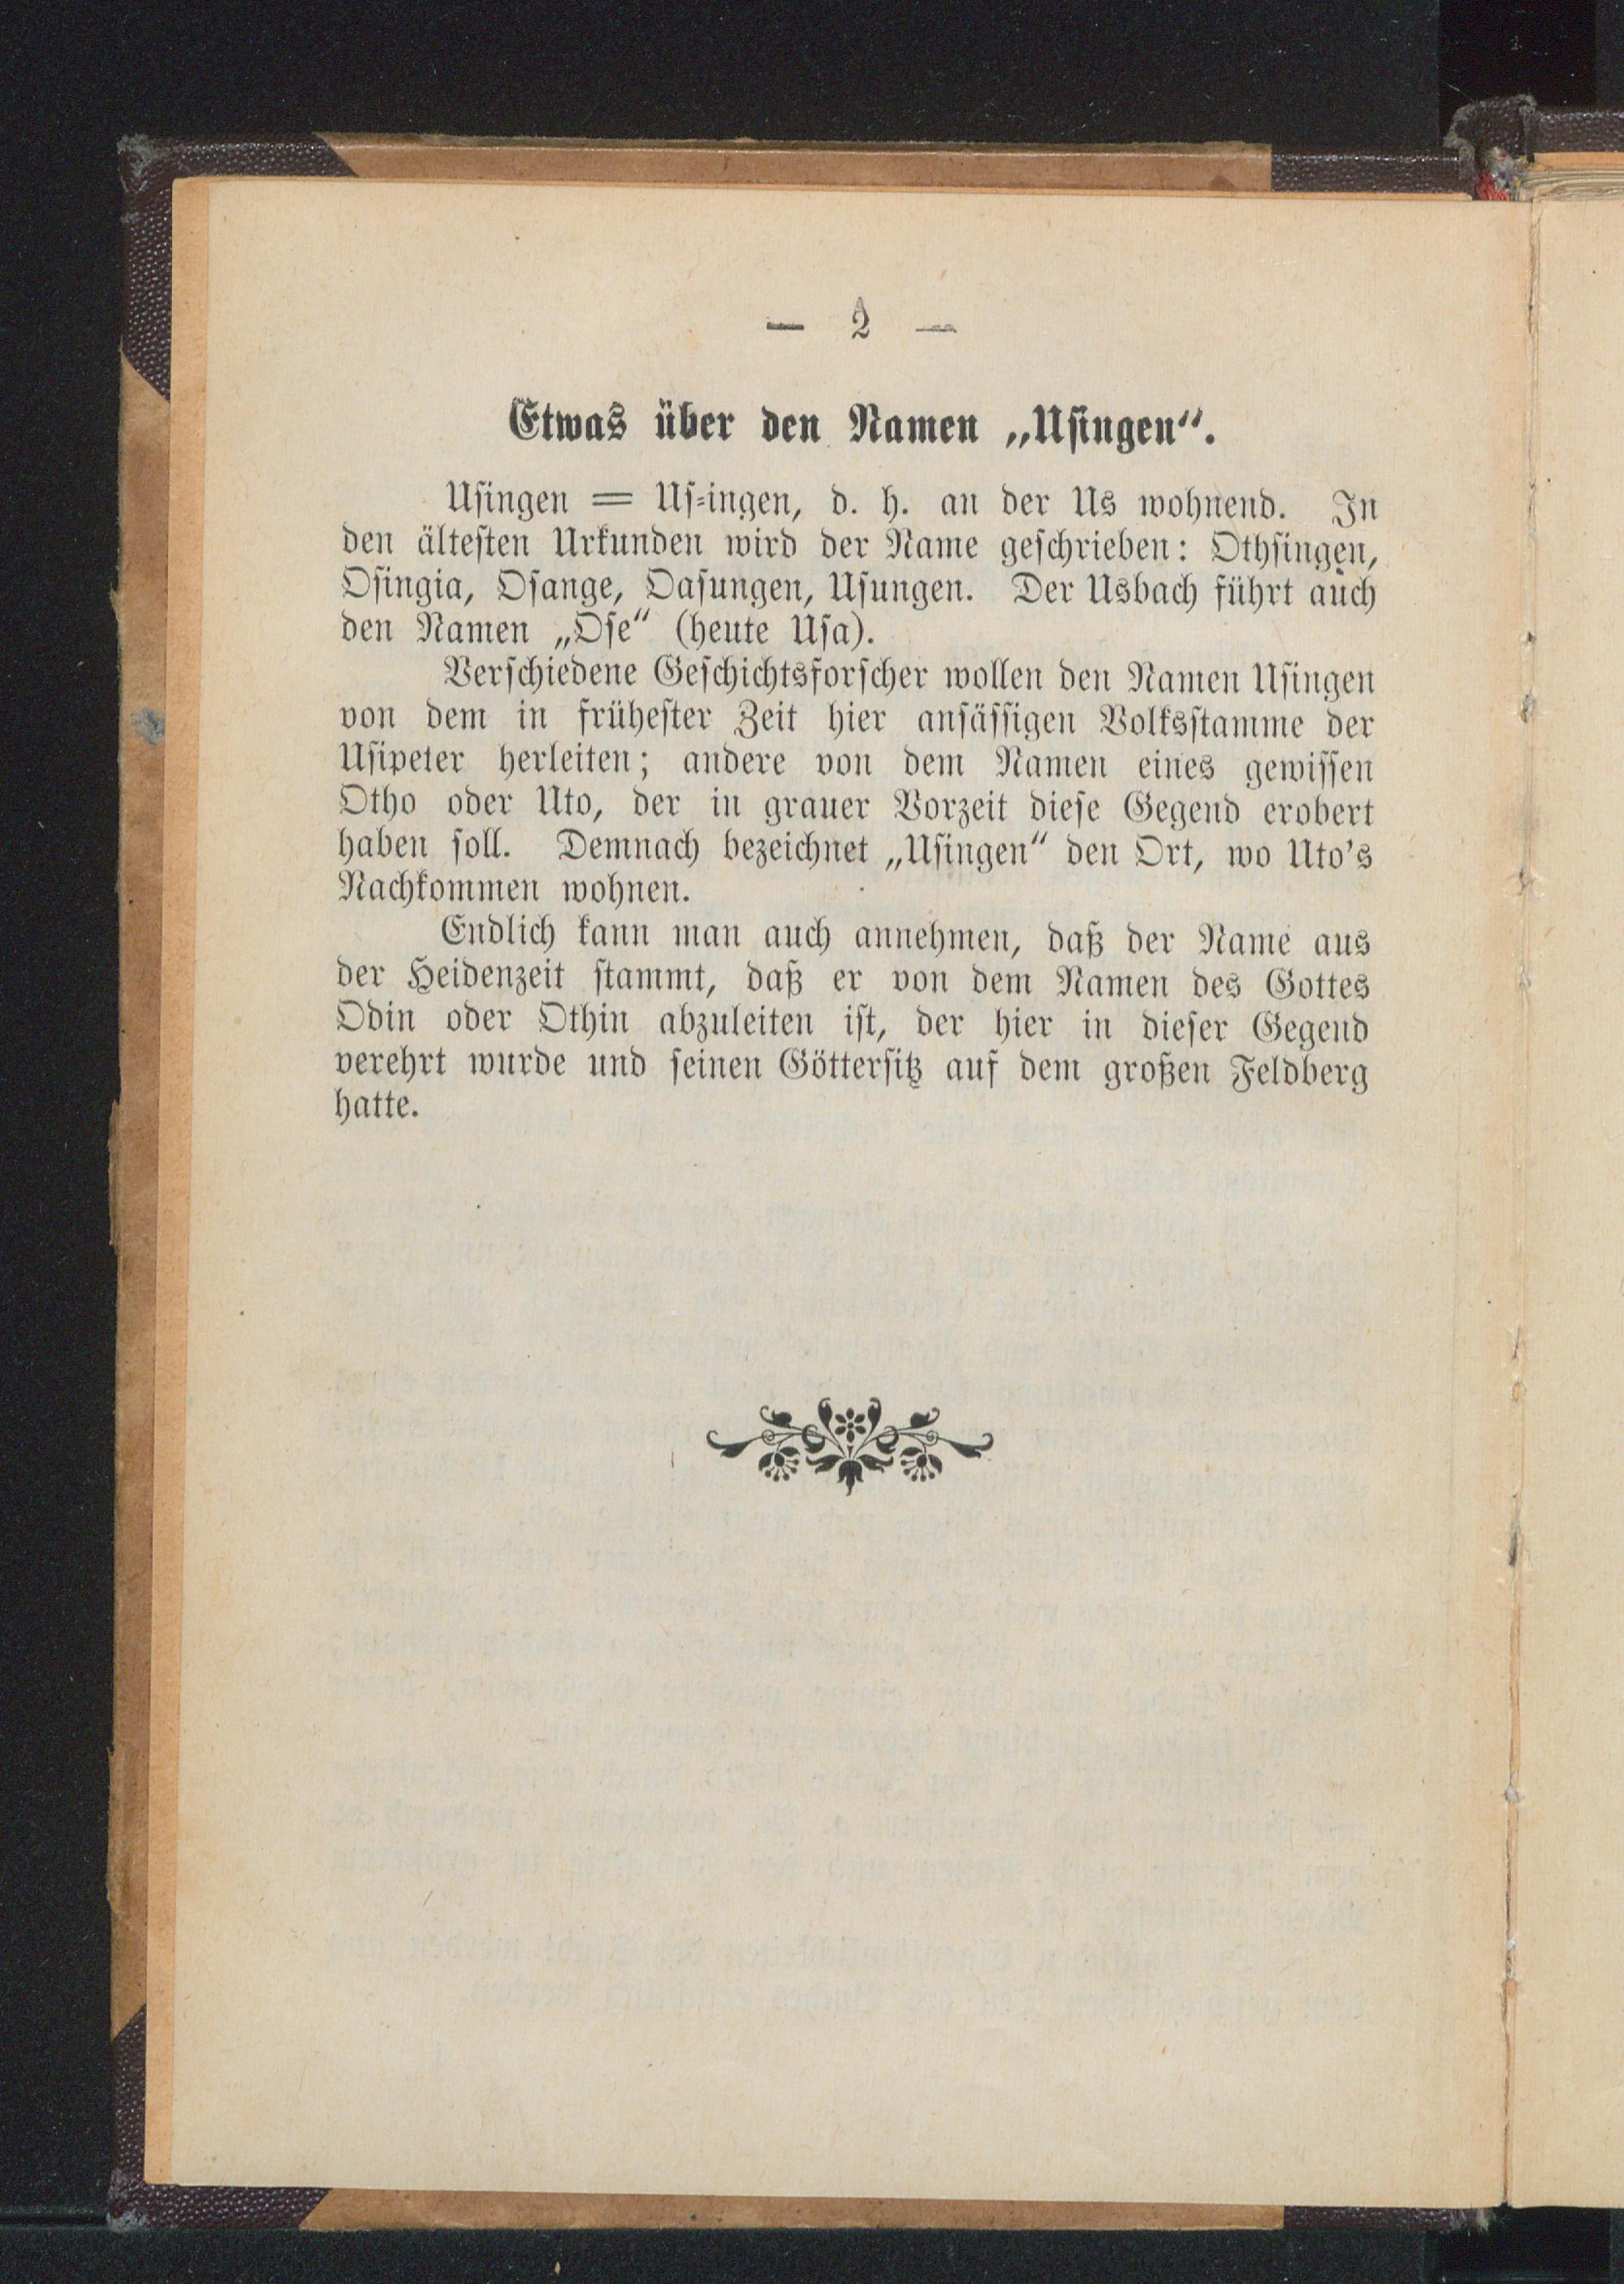 — 2 —
Etwas über den Namen „Usingen“.
Usingen = Us-ingen, d. h. an der Us wohnend. In
den ältesten Urkunden wird der Name geschrieben: Othsingen,
Osingia, Osange, Oasungen, Usungen. Der Usbach führt auch
den Namen „Ose“ (heute Usa).
Verschiedene Geschichtsforscher wollen den Namen Usingen
von dem in frühester Zeit hier ansässigen Volksstamme der
Usipeter herleiten; andere von dem Namen eines gewissen
Otho oder Uto, der in grauer Vorzeit diese Gegend erobert
haben soll. Demnach bezeichnet „Usingen“ den Ort, wo Uto's
Nachkommen wohnen.
Endlich kann man auch annehmen, daß der Name aus
der Heidenzeit stammt, daß er von dem Namen des Gottes
Odin oder Othin abzuleiten ist, der hier in dieser Gegend
verehrt wurde und seinen Göttersitz auf dem großen Feldberg
hatte.